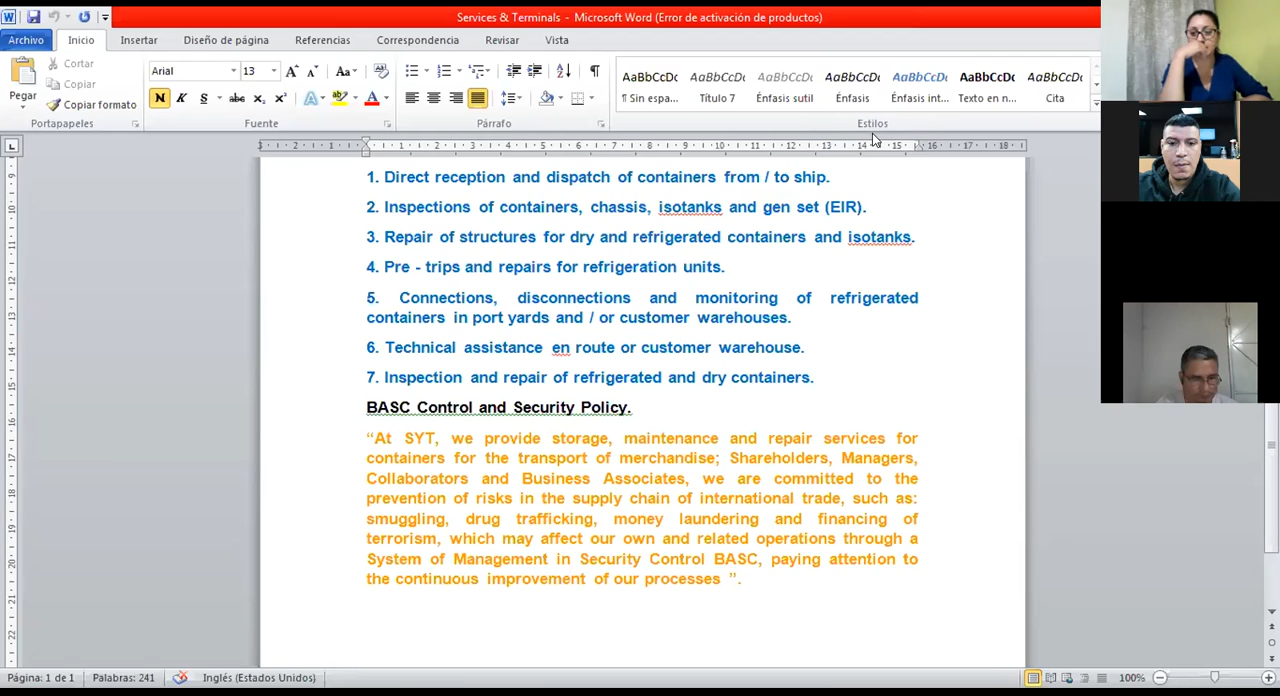 Services & Terminals - Microsoft Word (Error de activación de productos)
Archivo Inicio Insertar Diseño de página Referencias Correspondencia Revisar Vista
Pegar
Cortar
Copiar
Copiar formato
Portapapeles
Arial 13
Fuente
Párrafo
AaBbCcDc AaBbCcDc AaBbCcDc AaBbCcDc AaBbCcDc AaBbCcDc AaBbCcDc
¶ Sin espa... Título 7 Énfasis sutil Énfasis Énfasis int... Texto en n... Cita
Estilos
1. Direct reception and dispatch of containers from / to ship.
2. Inspections of containers, chassis, isotanks and gen set (EIR).
3. Repair of structures for dry and refrigerated containers and isotanks.
4. Pre - trips and repairs for refrigeration units.
5. Connections, disconnections and monitoring of refrigerated
containers in port yards and / or customer warehouses.
6. Technical assistance en route or customer warehouse.
7. Inspection and repair of refrigerated and dry containers.
BASC Control and Security Policy.
“At SYT, we provide storage, maintenance and repair services for
containers for the transport of merchandise; Shareholders, Managers,
Collaborators and Business Associates, we are committed to the
prevention of risks in the supply chain of international trade, such as:
smuggling, drug trafficking, money laundering and financing of
terrorism, which may affect our own and related operations through a
System of Management in Security Control BASC, paying attention to
the continuous improvement of our processes ”.
Página: 1 de 1 Palabras: 241 Inglés (Estados Unidos) 100%